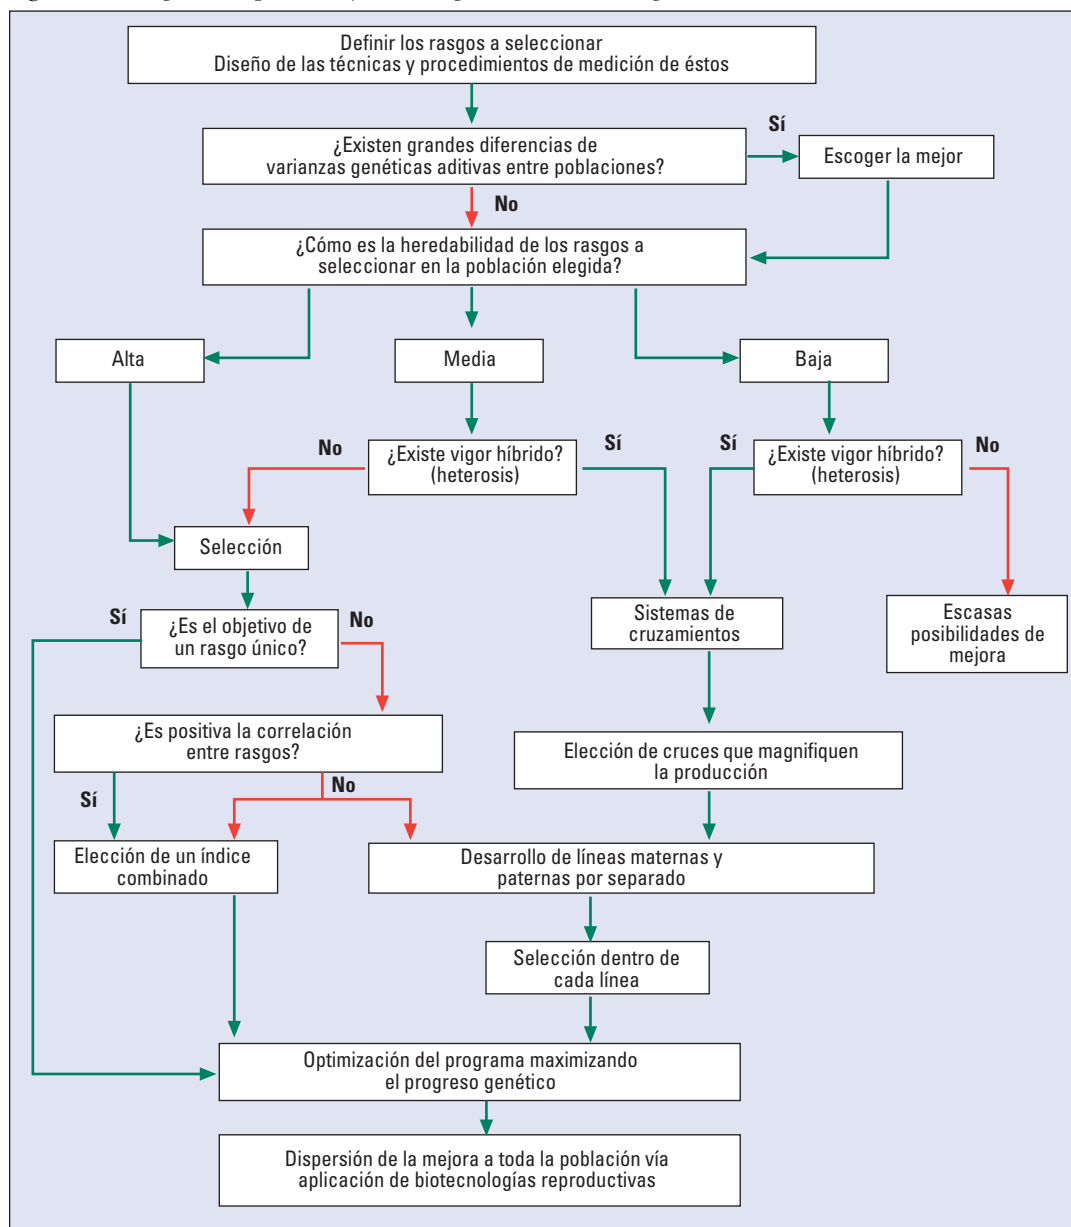 Definir los rasgos a seleccionar
Diseño de las técnicas y procedimientos de medición de éstos
¿Existen grandes diferencias de
varianzas genéticas aditivas entre poblaciones?
Sí
Escoger la mejor
No
¿Cómo es la heredabilidad de los rasgos a
seleccionar en la población elegida?
Alta
Media
Baja
No
¿Existe vigor híbrido?
(heterosis)
Sí
Sí
¿Existe vigor híbrido?
(heterosis)
No
Selección
Sistemas de
cruzamientos
Escasas
posibilidades de
mejora
Sí
¿Es el objetivo de
un rasgo único?
No
¿Es positiva la correlación
entre rasgos?
Elección de cruces que magnifiquen
la producción
Sí
No
Elección de un índice
combinado
Desarrollo de líneas maternas y
paternas por separado
Selección dentro de
cada línea
Optimización del programa maximizando
el progreso genético
Dispersión de la mejora a toda la población vía
aplicación de biotecnologías reproductivas